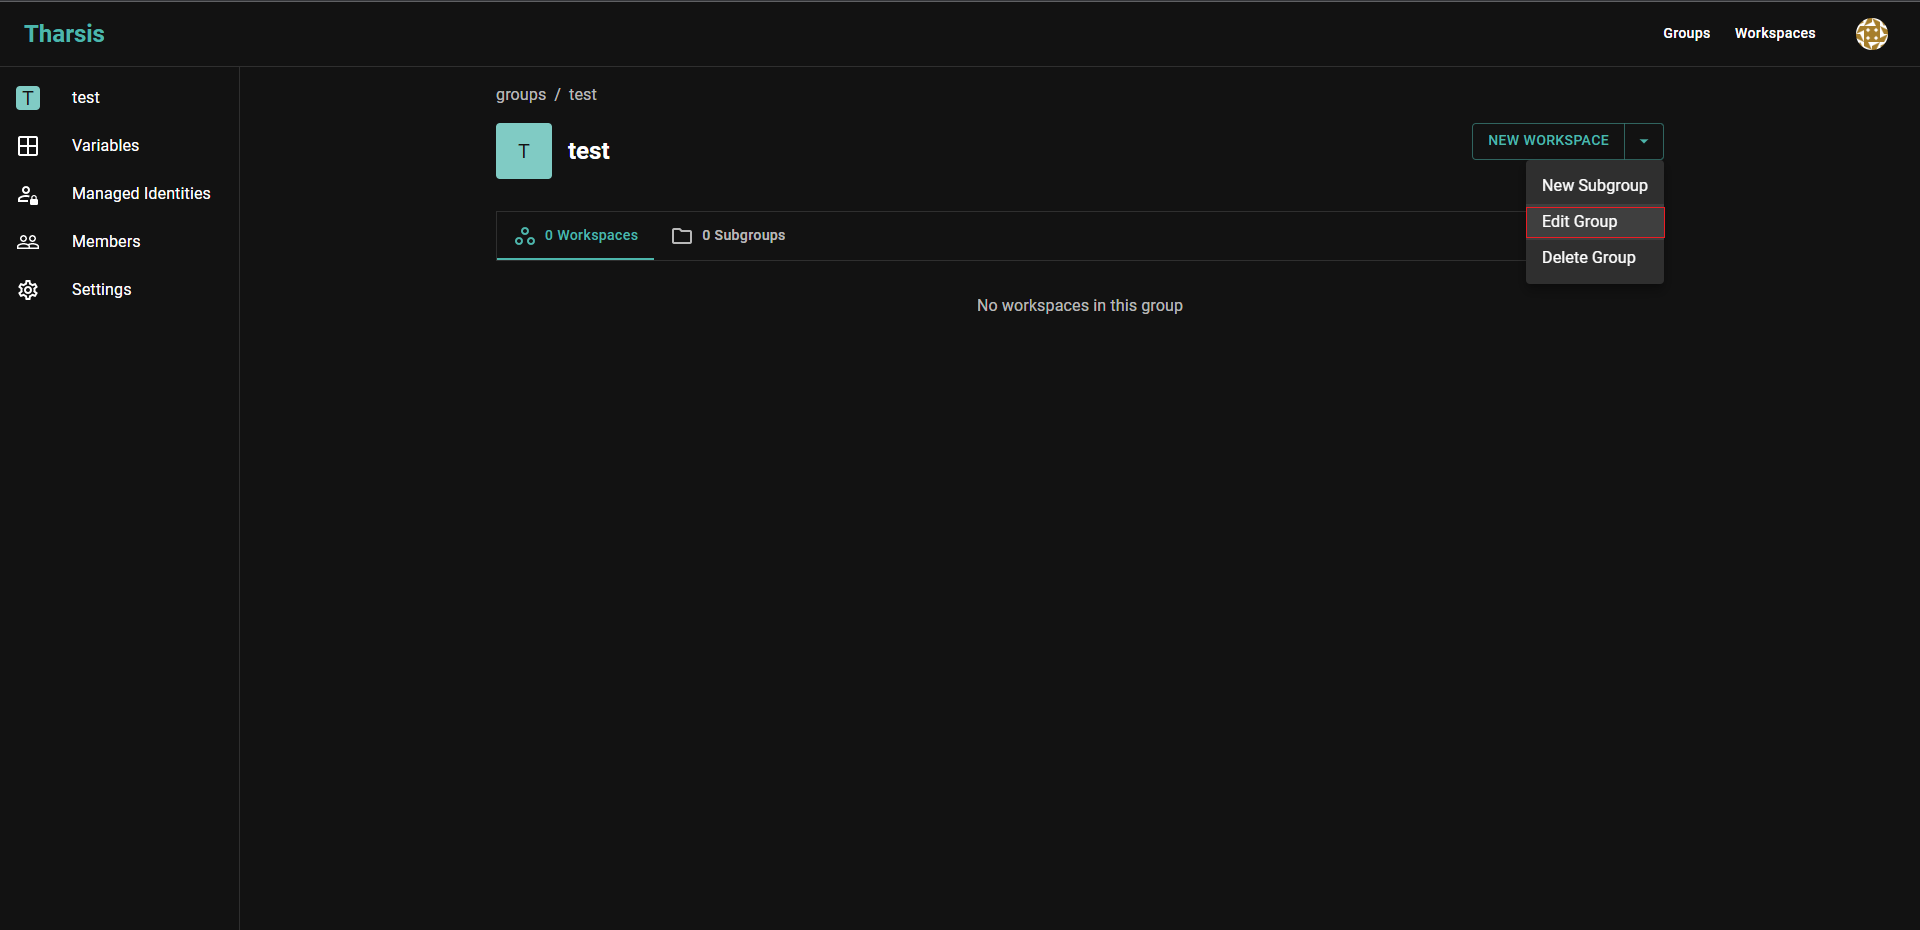 Tharsis
Groups Workspaces
T test
Variables
Managed Identities
Members
Settings
groups / test
T test
NEW WORKSPACE
New Subgroup
Edit Group
Delete Group
0 Workspaces 0 Subgroups
No workspaces in this group